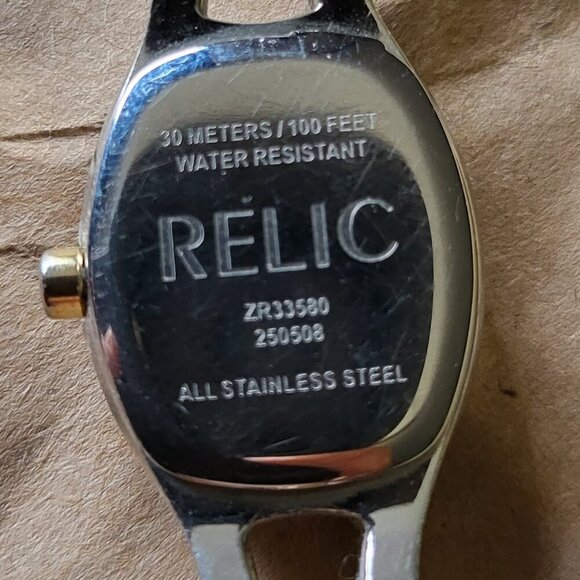 30 METERS / 100 FEET
WATER RESISTANT
RELIC
ZR33580
250508
ALL STAINLESS STEEL